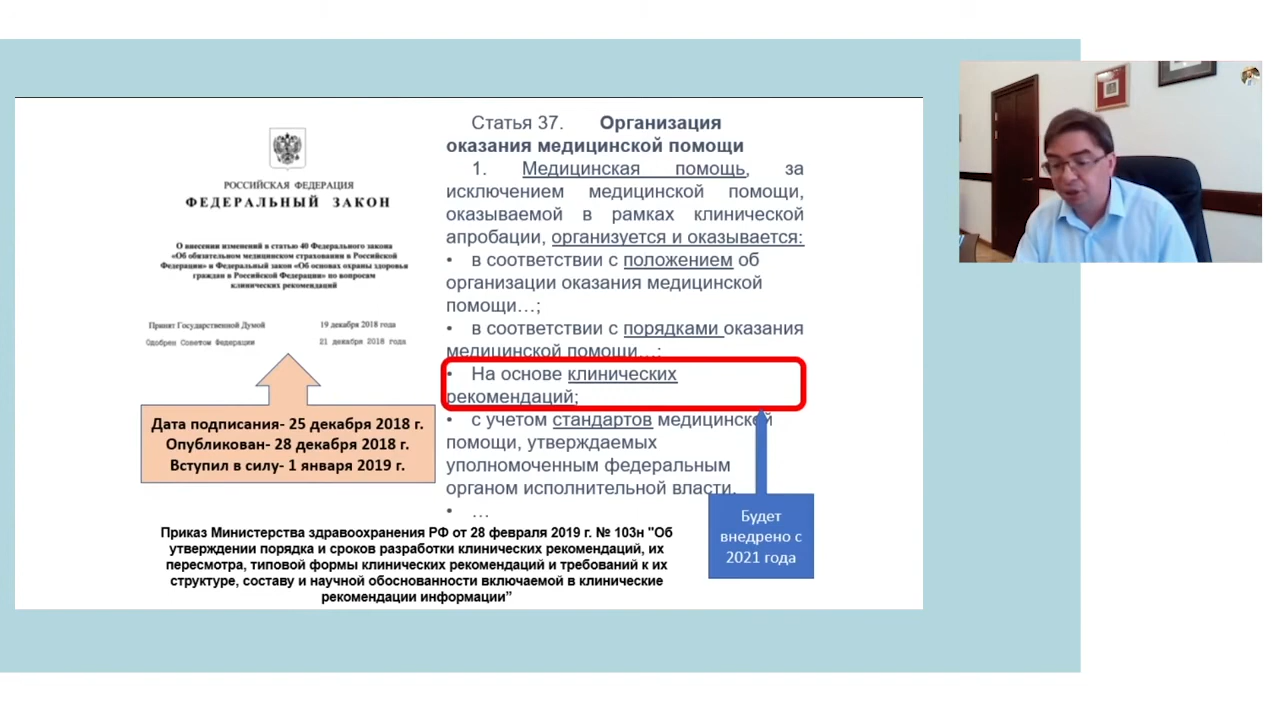 РОССИЙСКАЯ ФЕДЕРАЦИЯ
ФЕДЕРАЛЬНЫЙ ЗАКОН
О внесении изменений в статью 40 Федерального закона
«Об обязательном медицинском страховании в Российской
Федерации» и Федеральный закон «Об основах охраны здоровья
граждан в Российской Федерации» по вопросам
клинических рекомендаций
Принят Государственной Думой 19 декабря 2018 года
Одобрен Советом Федерации 21 декабря 2018 года
Дата подписания- 25 декабря 2018 г.
Опубликован- 28 декабря 2018 г.
Вступил в силу- 1 января 2019 г.
Статья 37. Организация
оказания медицинской помощи
1. Медицинская помощь, за
исключением медицинской помощи,
оказываемой в рамках клинической
апробации, организуется и оказывается:
• в соответствии с положением об
организации оказания медицинской
помощи…;
• в соответствии с порядками оказания
медицинской помощи…;
• На основе клинических
рекомендаций;
• с учетом стандартов медицинской
помощи, утверждаемых
уполномоченным федеральным
органом исполнительной власти.
• …
Будет
внедрено с
2021 года
Приказ Министерства здравоохранения РФ от 28 февраля 2019 г. № 103н "Об
утверждении порядка и сроков разработки клинических рекомендаций, их
пересмотра, типовой формы клинических рекомендаций и требований к их
структуре, составу и научной обоснованности включаемой в клинические
рекомендации информации”